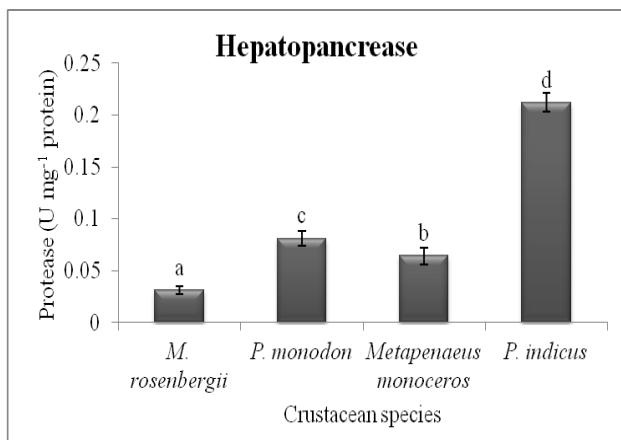 Hepatopancrease
Protease (U mg⁻¹ protein)
0.25
0.2
0.15
0.1
0.05
0
a
c
b
d
M. rosenbergii
P. monodon
Metapenaeus monoceros
P. indicus
Crustacean species